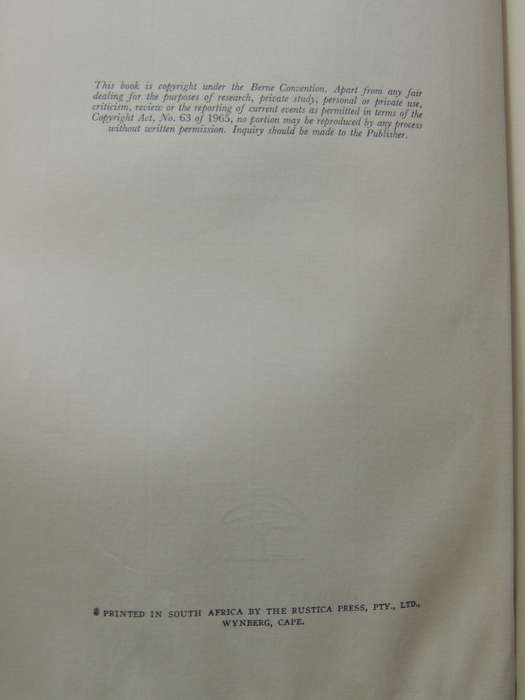 This book is copyright under the Berne Convention. Apart from any fair
dealing for the purposes of research, private study, personal or private use,
criticism, review or the reporting of current events as permitted in terms of the
Copyright Act, No. 63 of 1965, no portion may be reproduced by any process
without written permission. Inquiry should be made to the Publisher.
PRINTED IN SOUTH AFRICA BY THE RUSTICA PRESS, PTY., LTD.,
WYNBERG, CAPE.